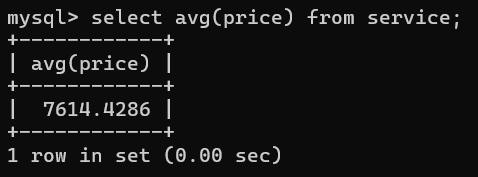 mysql> select avg(price) from service;
+------------+
| avg(price) |
+------------+
|  7614.4286 |
+------------+
1 row in set (0.00 sec)